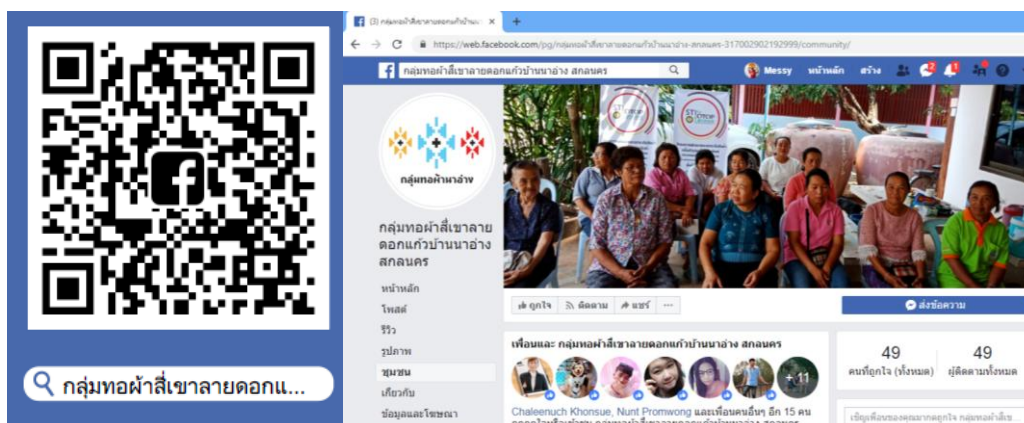 กลุ่มทอผ้าสี่เขาลายดอกแ...
https://web.facebook.com/pg/กลุ่มทอผ้าสี่เขาลายดอกแก้วบ้านนาอ่าง-สกลนคร-317002902192999/community/
กลุ่มทอผ้าสี่เขาลายดอกแก้วบ้านนาอ่าง สกลนคร
Messy หน้าหลัก สร้าง
กลุ่มทอผ้านาอ่าง
กลุ่มทอผ้าสี่เขาลาย
ดอกแก้วบ้านนาอ่าง
สกลนคร
หน้าหลัก
โพสต์
รีวิว
รูปภาพ
ชุมชน
เกี่ยวกับ
ข้อมูลและโฆษณา
ถูกใจ ติดตาม แชร์ ...
ส่งข้อความ
เพื่อนและ กลุ่มทอผ้าสี่เขาลายดอกแก้วบ้านนาอ่าง สกลนคร
+11
Chaleenuch Khonsue, Nunt Promwong และเพื่อนคนอื่นๆ อีก 15 คน
49 49
คนที่ถูกใจ (ทั้งหมด) ผู้ติดตามทั้งหมด
เชิญเพื่อนของคุณมากดถูกใจ กลุ่มทอผ้าสี่เข...